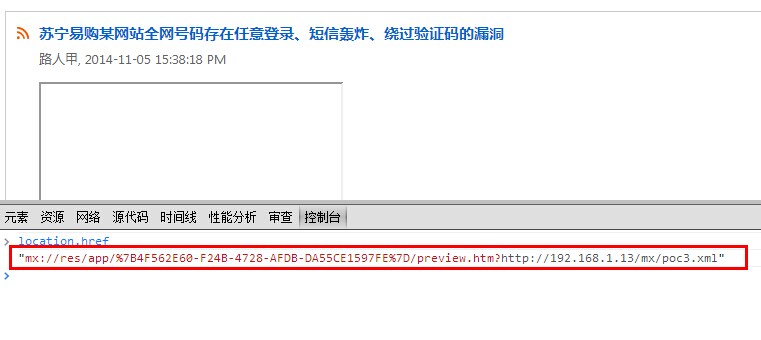 苏宁易购某网站全网号码存在任意登录、短信轰炸、绕过验证码的漏洞
路人甲, 2014-11-05 15:38:18 PM
元素 资源 网络 源代码 时间线 性能分析 审查 控制台
> location.href
"mx://res/app/%7B4F562E60-F24B-4728-AFDB-DA55CE1597FE%7D/preview.htm?http://192.168.1.13/mx/poc3.xml"
>